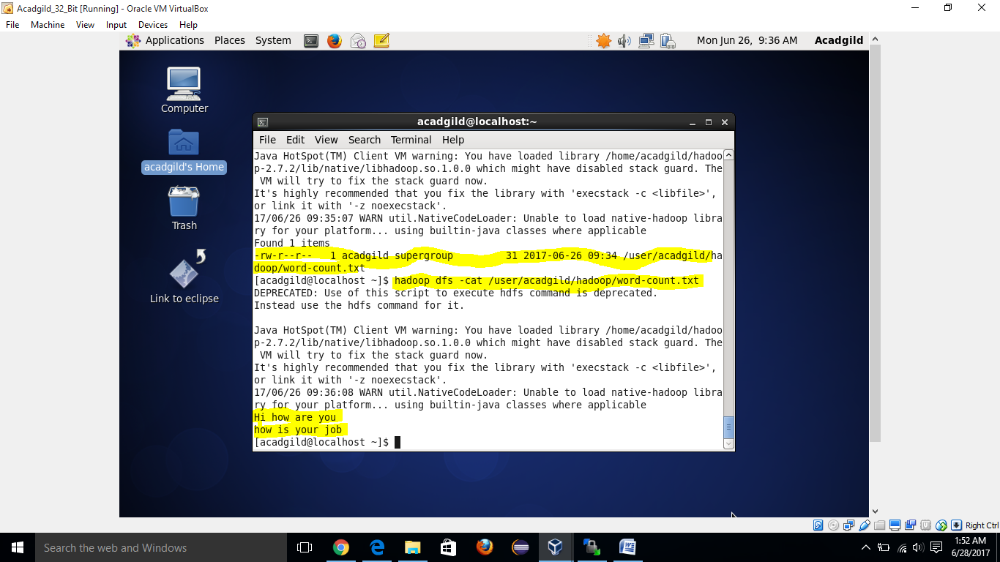 Acadgild_32_Bit [Running] - Oracle VM VirtualBox
File Machine View Input Devices Help
Applications Places System Mon Jun 26, 9:36 AM Acadgild
Computer
acadgild's Home
Trash
Link to eclipse
acadgild@localhost:~
File Edit View Search Terminal Help
Java HotSpot(TM) Client VM warning: You have loaded library /home/acadgild/hadoo
p-2.7.2/lib/native/libhadoop.so.1.0.0 which might have disabled stack guard. The
 VM will try to fix the stack guard now.
It's highly recommended that you fix the library with 'execstack -c <libfile>',
or link it with '-z noexecstack'.
17/06/26 09:35:07 WARN util.NativeCodeLoader: Unable to load native-hadoop libra
ry for your platform... using builtin-java classes where applicable
Found 1 items
-rw-r--r--   1 acadgild supergroup         31 2017-06-26 09:34 /user/acadgild/ha
doop/word-count.txt
[acadgild@localhost ~]$ hadoop dfs -cat /user/acadgild/hadoop/word-count.txt
DEPRECATED: Use of this script to execute hdfs command is deprecated.
Instead use the hdfs command for it.
Java HotSpot(TM) Client VM warning: You have loaded library /home/acadgild/hadoo
p-2.7.2/lib/native/libhadoop.so.1.0.0 which might have disabled stack guard. The
 VM will try to fix the stack guard now.
It's highly recommended that you fix the library with 'execstack -c <libfile>',
or link it with '-z noexecstack'.
17/06/26 09:36:08 WARN util.NativeCodeLoader: Unable to load native-hadoop libra
ry for your platform... using builtin-java classes where applicable
Hi how are you
how is your job
[acadgild@localhost ~]$
Right Ctrl
Search the web and Windows
1:52 AM
6/28/2017